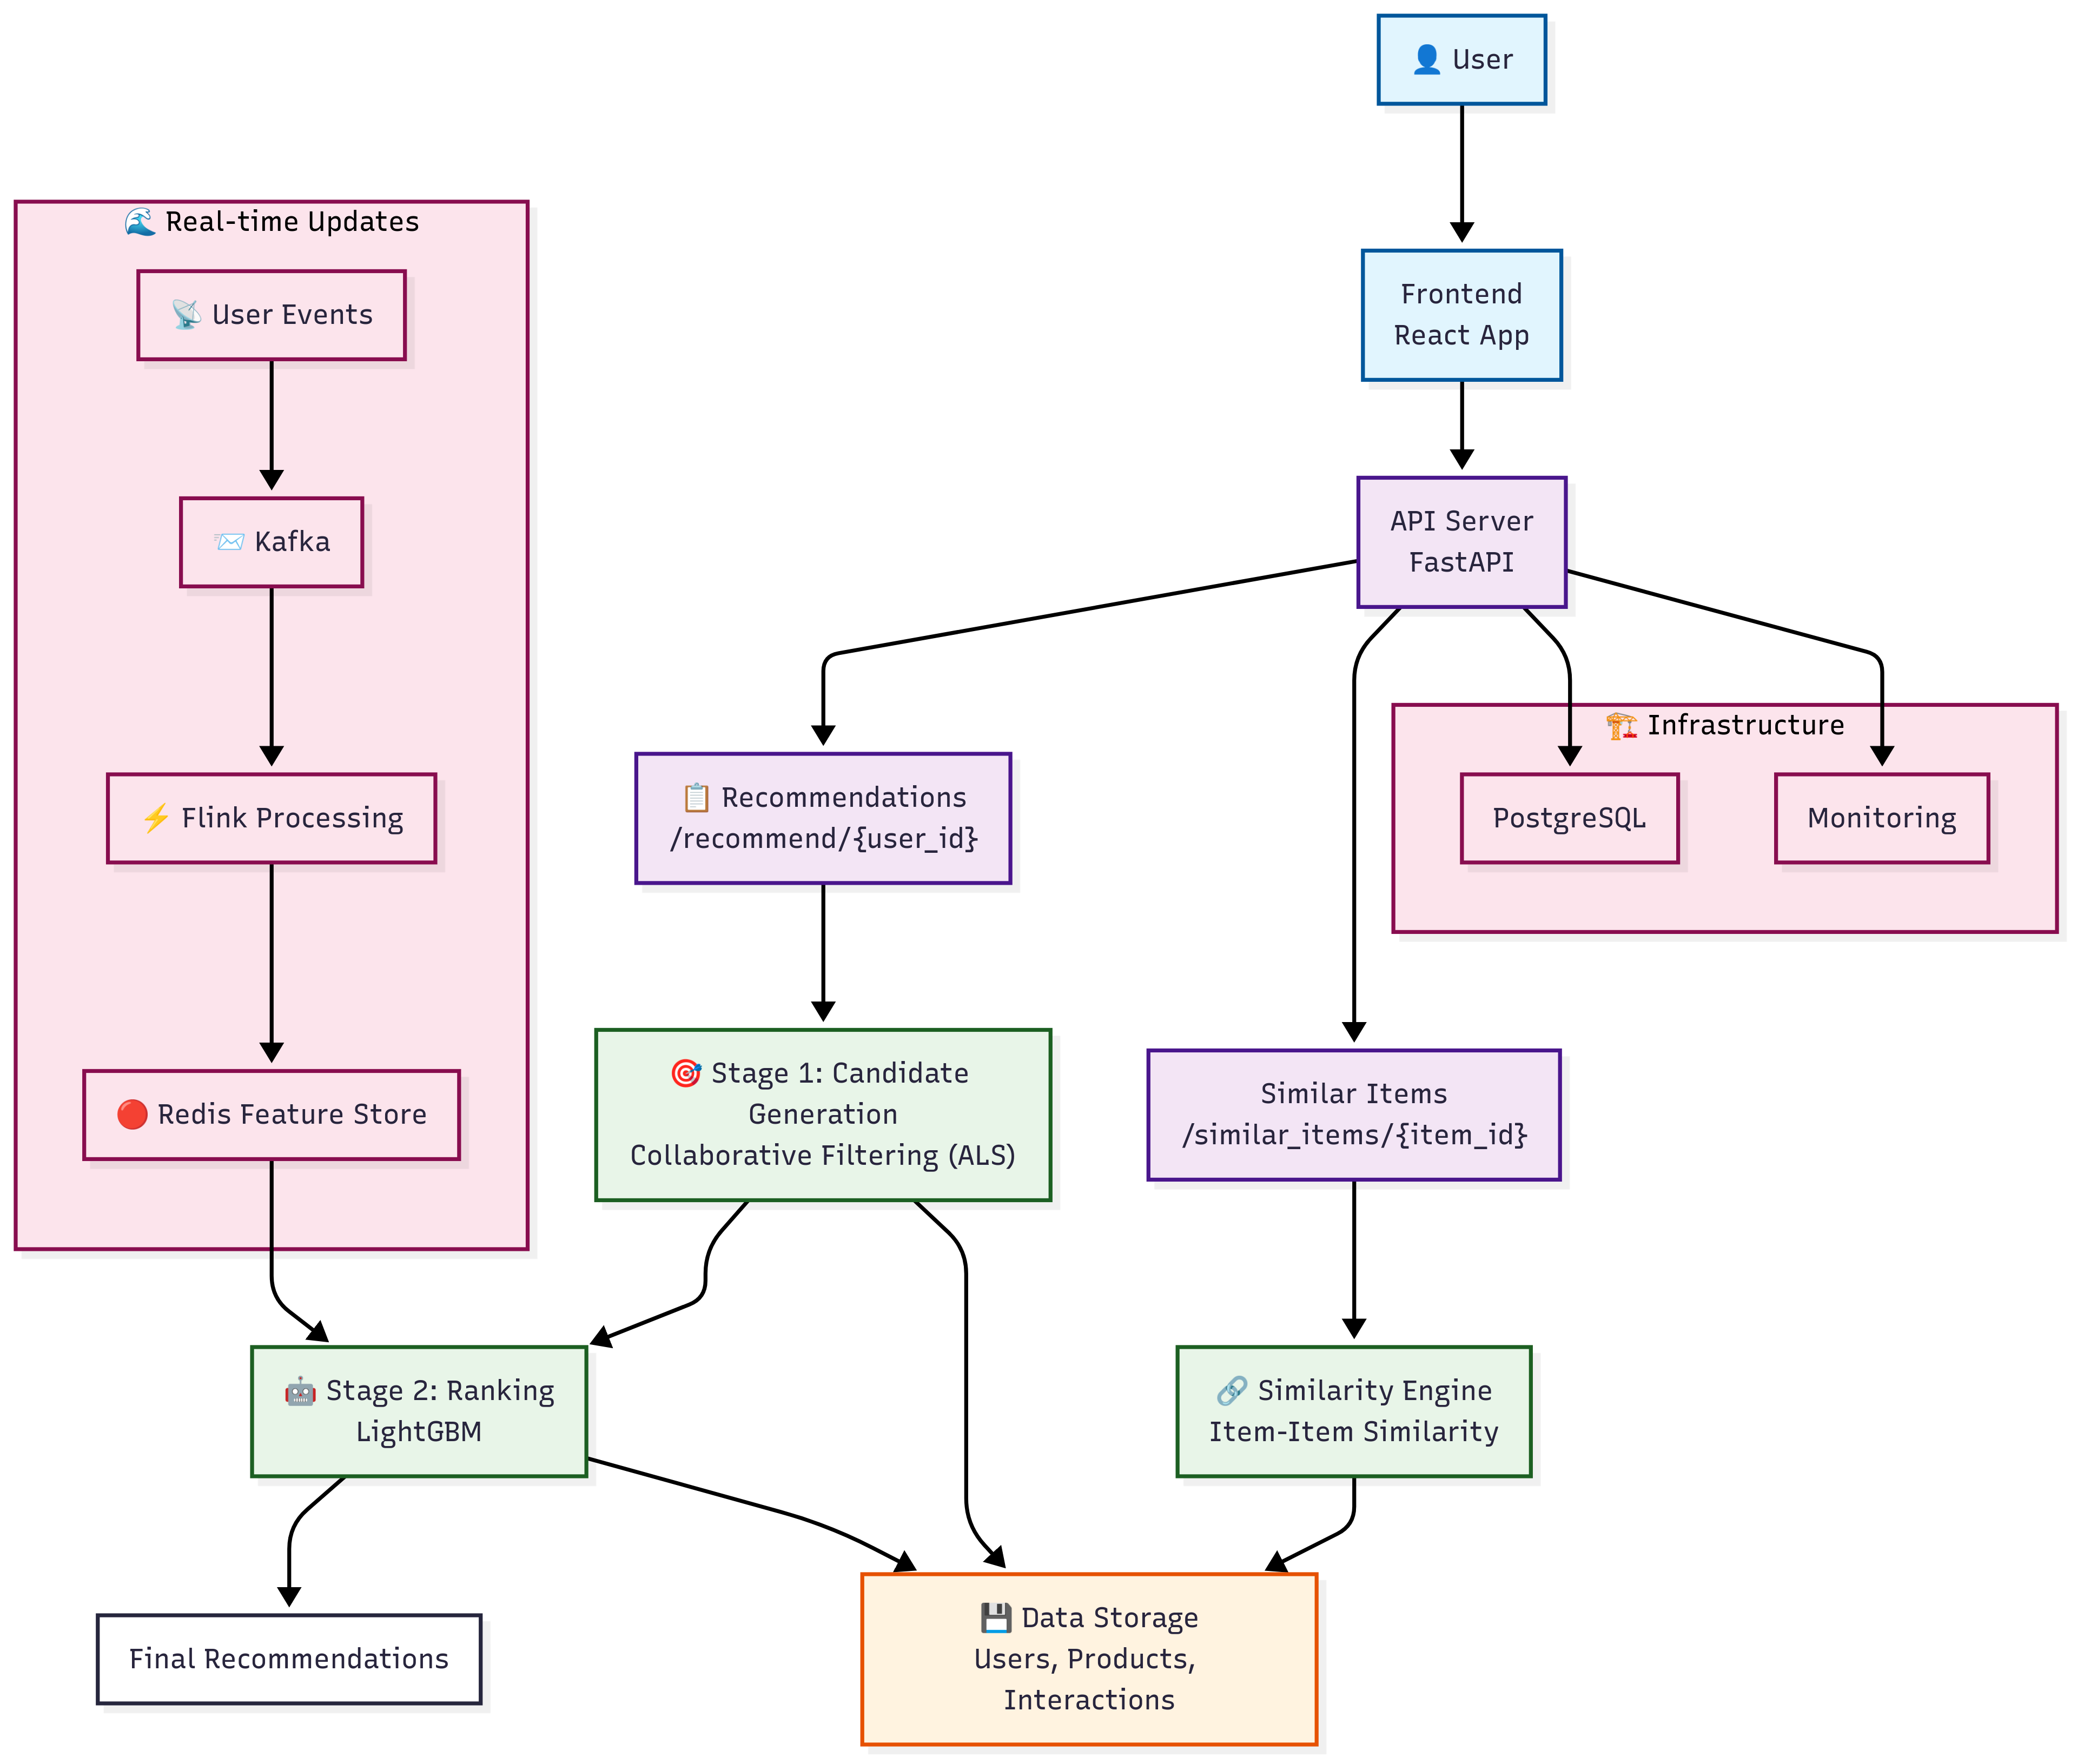 👤 User
Frontend
React App
API Server
FastAPI
🌊 Real-time Updates
📡 User Events
📨 Kafka
⚡ Flink Processing
🔴 Redis Feature Store
📋 Recommendations
/recommend/{user_id}
🏗️ Infrastructure
PostgreSQL
Monitoring
🎯 Stage 1: Candidate
Generation
Collaborative Filtering (ALS)
Similar Items
/similar_items/{item_id}
🤖 Stage 2: Ranking
LightGBM
🔗 Similarity Engine
Item-Item Similarity
Final Recommendations
💾 Data Storage
Users, Products,
Interactions